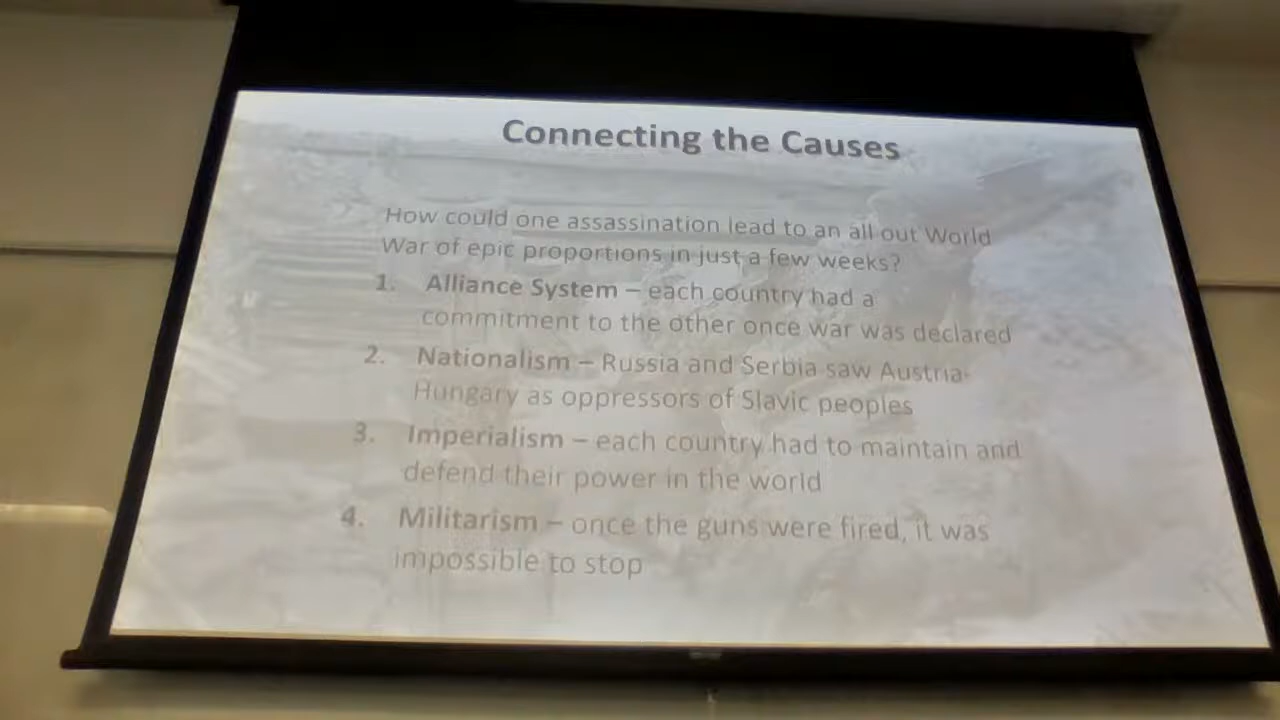 Connecting the Causes
How could one assassination lead to an all out World
War of epic proportions in just a few weeks?
1. Alliance System – each country had a
commitment to the other once war was declared
2. Nationalism – Russia and Serbia saw Austria-
Hungary as oppressors of Slavic peoples
3. Imperialism – each country had to maintain and
defend their power in the world
4. Militarism – once the guns were fired, it was
impossible to stop